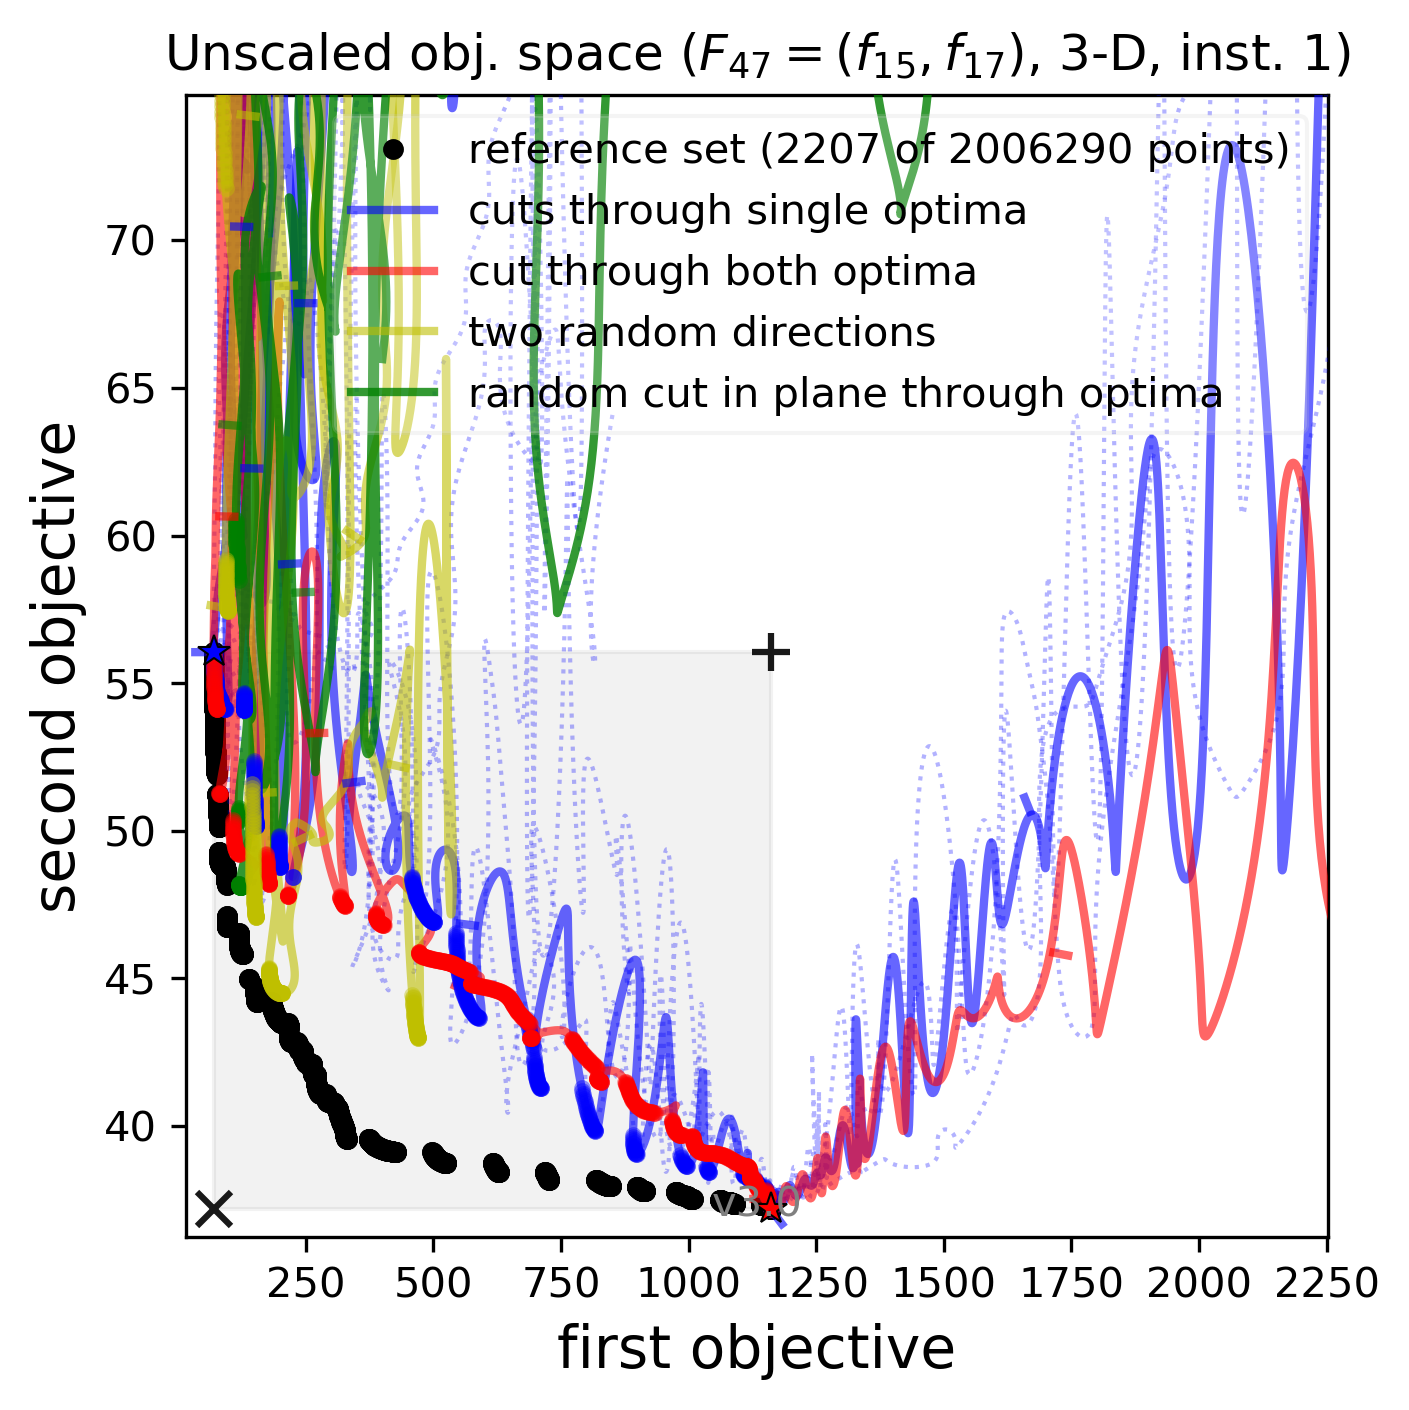 Unscaled obj. space (F47 = (f15, f17), 3-D, inst. 1)
reference set (2207 of 2006290 points)
cuts through single optima
cut through both optima
two random directions
random cut in plane through optima
second objective
70
65
60
55
50
45
40
v3.0
250 500 750 1000 1250 1500 1750 2000 2250
first objective